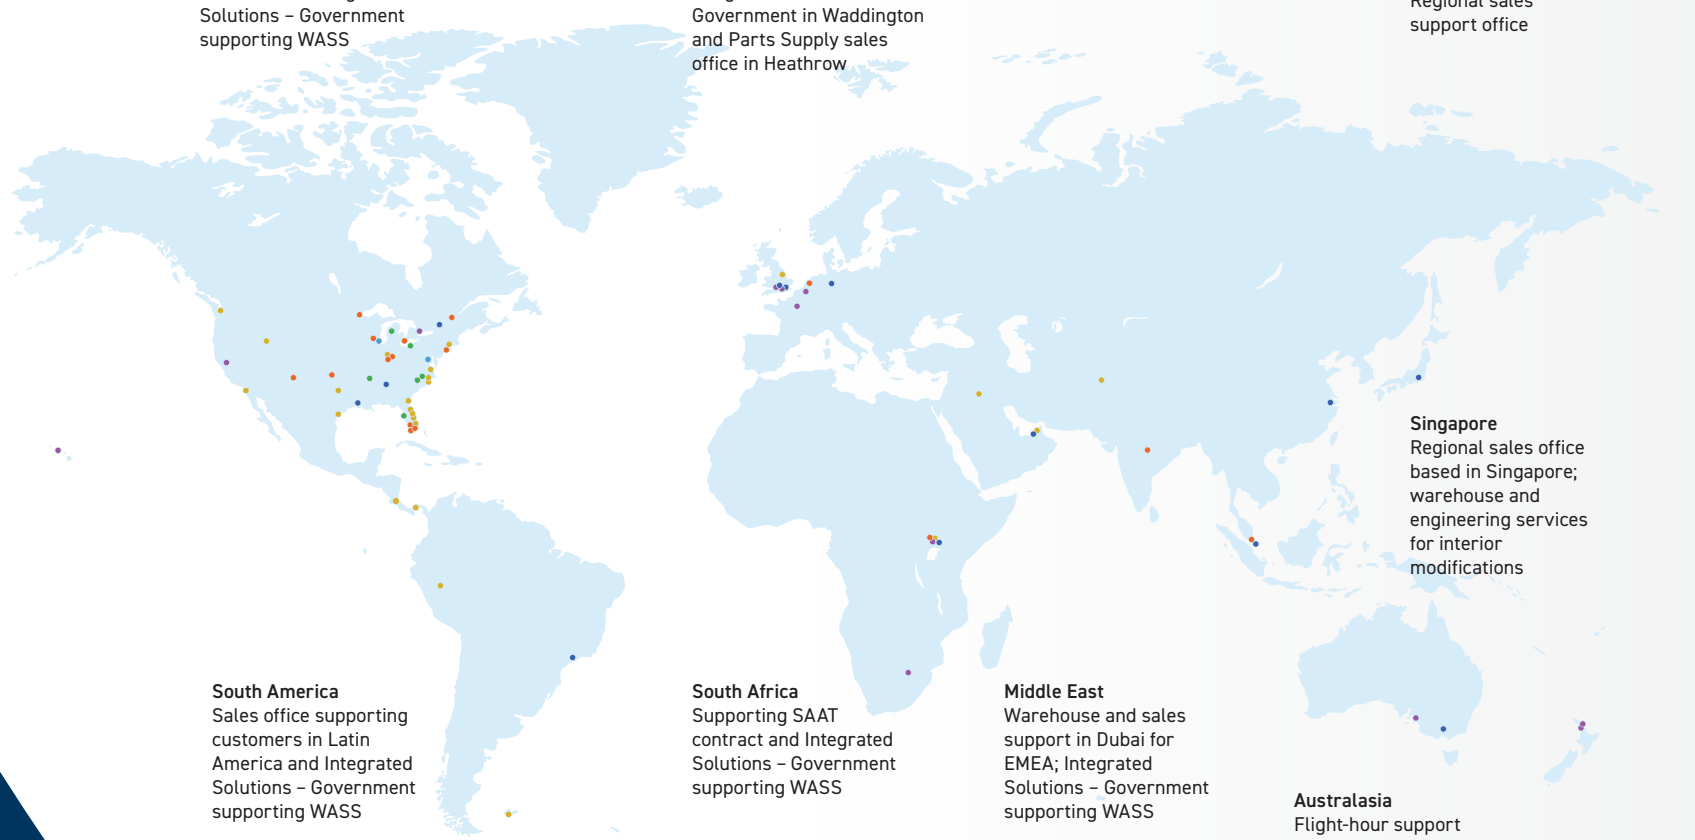 Solutions – Government
supporting WASS
Government in Waddington
and Parts Supply sales
office in Heathrow
Regional sales
support office
Singapore
Regional sales office
based in Singapore;
warehouse and
engineering services
for interior
modifications
South America
Sales office supporting
customers in Latin
America and Integrated
Solutions – Government
supporting WASS
South Africa
Supporting SAAT
contract and Integrated
Solutions – Government
supporting WASS
Middle East
Warehouse and sales
support in Dubai for
EMEA; Integrated
Solutions – Government
supporting WASS
Australasia
Flight-hour support